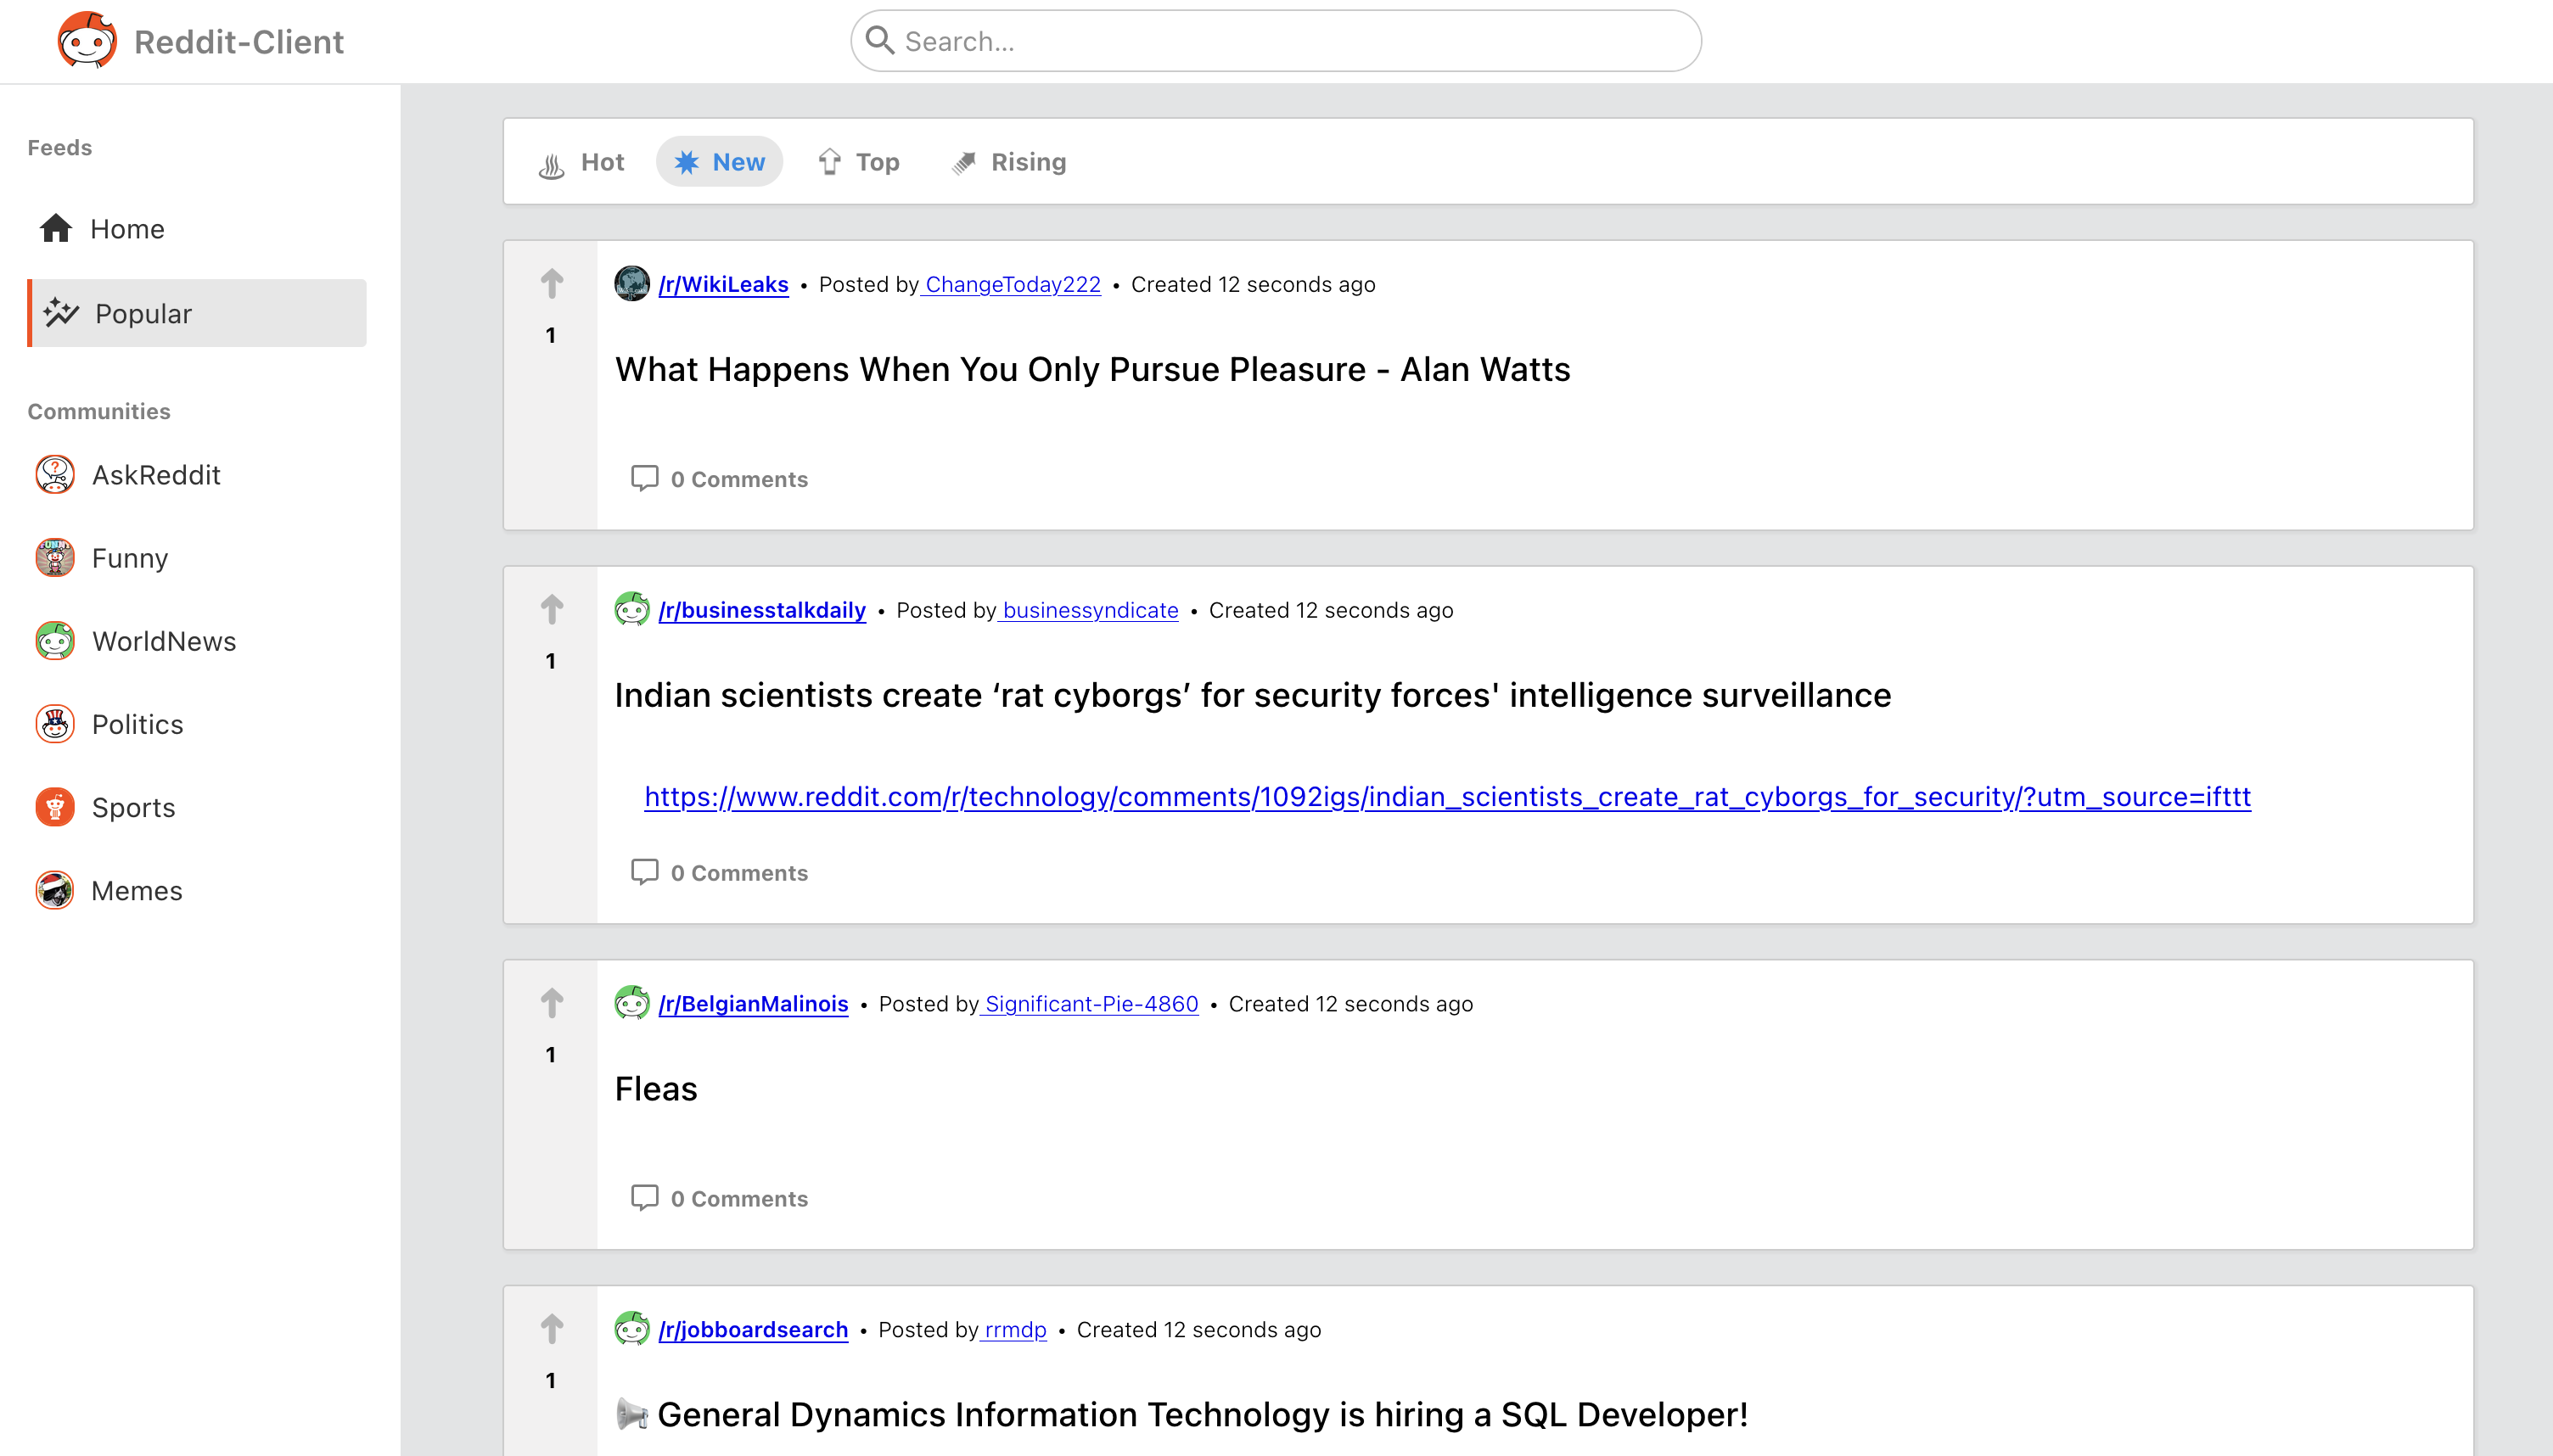 Reddit-Client
Search...
Feeds
Home
Popular
Communities
AskReddit
Funny
WorldNews
Politics
Sports
Memes
Hot New Top Rising
1
/r/WikiLeaks • Posted by ChangeToday222 • Created 12 seconds ago
What Happens When You Only Pursue Pleasure - Alan Watts
0 Comments
1
/r/businesstalkdaily • Posted by businessyndicate • Created 12 seconds ago
Indian scientists create ‘rat cyborgs’ for security forces' intelligence surveillance
https://www.reddit.com/r/technology/comments/1092igs/indian_scientists_create_rat_cyborgs_for_security/?utm_source=ifttt
0 Comments
1
/r/BelgianMalinois • Posted by Significant-Pie-4860 • Created 12 seconds ago
Fleas
0 Comments
1
/r/jobboardsearch • Posted by rrmdp • Created 12 seconds ago
📢 General Dynamics Information Technology is hiring a SQL Developer!